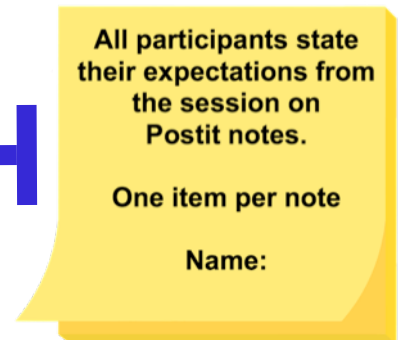 All participants state
their expectations from
the session on
Postit notes.
One item per note
Name: